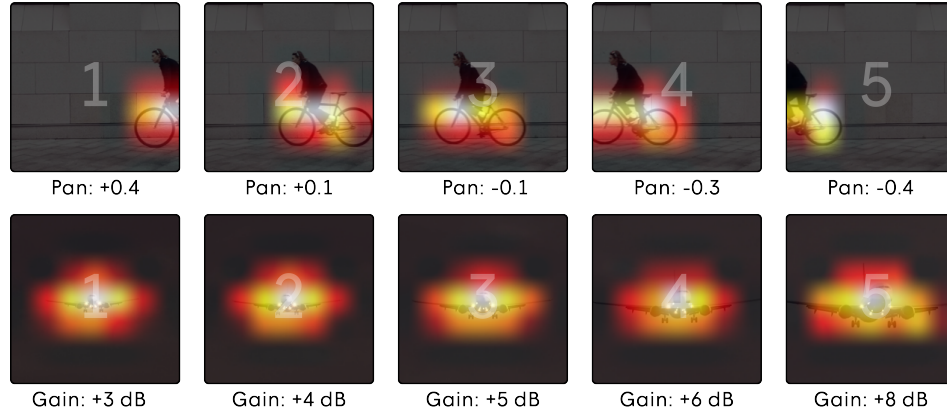 1 2 3 4 5
Pan: +0.4 Pan: +0.1 Pan: -0.1 Pan: -0.3 Pan: -0.4
1 2 3 4 5
Gain: +3 dB Gain: +4 dB Gain: +5 dB Gain: +6 dB Gain: +8 dB